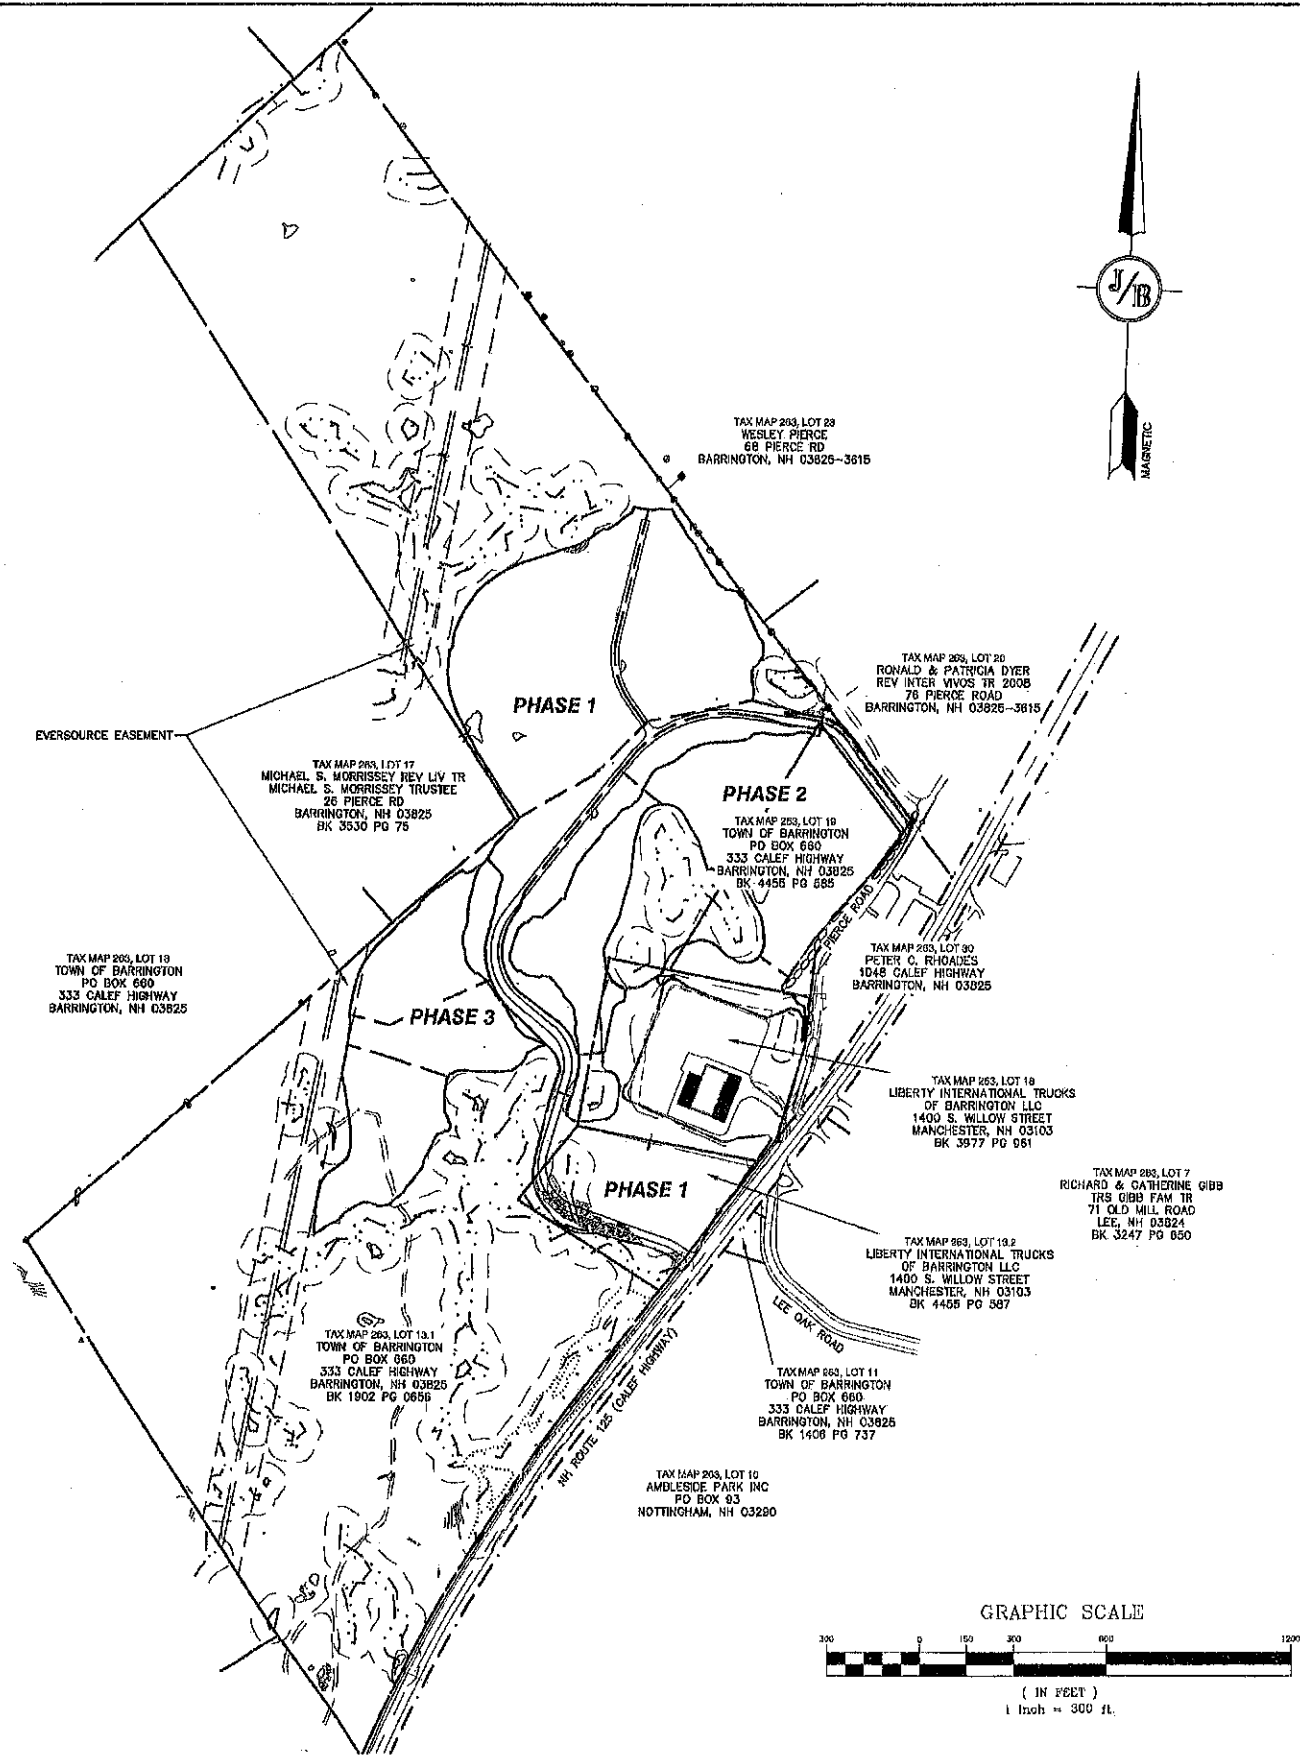 J/B
MAGNETIC
TAX MAP 263, LOT 23
WESLEY PIERCE
68 PIERCE RD
BARRINGTON, NH 03825-3615
TAX MAP 263, LOT 20
RONALD & PATRICIA DYER
REV INTER VIVOS TR 2008
76 PIERCE ROAD
BARRINGTON, NH 03825-3615
PHASE 1
EVERSOURCE EASEMENT
TAX MAP 263, LOT 17
MICHAEL S. MORRISSEY REV LIV TR
MICHAEL S. MORRISSEY TRUSTEE
26 PIERCE RD
BARRINGTON, NH 03825
BK 3530 PG 75
PHASE 2
TAX MAP 263, LOT 19
TOWN OF BARRINGTON
PO BOX 660
333 CALEF HIGHWAY
BARRINGTON, NH 03825
BK 4455 PG 585
PIERCE ROAD
TAX MAP 263, LOT 30
PETER C. RHOADES
1048 CALEF HIGHWAY
BARRINGTON, NH 03825
TAX MAP 263, LOT 13
TOWN OF BARRINGTON
PO BOX 660
333 CALEF HIGHWAY
BARRINGTON, NH 03825
PHASE 3
TAX MAP 263, LOT 18
LIBERTY INTERNATIONAL TRUCKS
OF BARRINGTON LLC
1400 S. WILLOW STREET
MANCHESTER, NH 03103
BK 3977 PG 961
PHASE 1
TAX MAP 263, LOT 7
RICHARD & CATHERINE GIBB
TRS GIBB FAM TR
71 OLD MILL ROAD
LEE, NH 03824
BK 3247 PG 850
TAX MAP 263, LOT 13.2
LIBERTY INTERNATIONAL TRUCKS
OF BARRINGTON LLC
1400 S. WILLOW STREET
MANCHESTER, NH 03103
BK 4455 PG 587
LEE OAK ROAD
TAX MAP 263, LOT 13.1
TOWN OF BARRINGTON
PO BOX 660
333 CALEF HIGHWAY
BARRINGTON, NH 03825
BK 1902 PG 0656
NH ROUTE 125 (CALEF HIGHWAY)
TAX MAP 263, LOT 11
TOWN OF BARRINGTON
PO BOX 660
333 CALEF HIGHWAY
BARRINGTON, NH 03825
BK 1406 PG 737
TAX MAP 263, LOT 10
AMBLESIDE PARK INC
PO BOX 93
NOTTINGHAM, NH 03290
GRAPHIC SCALE
300 0 150 300 600 1200
( IN FEET )
1 inch = 300 ft.